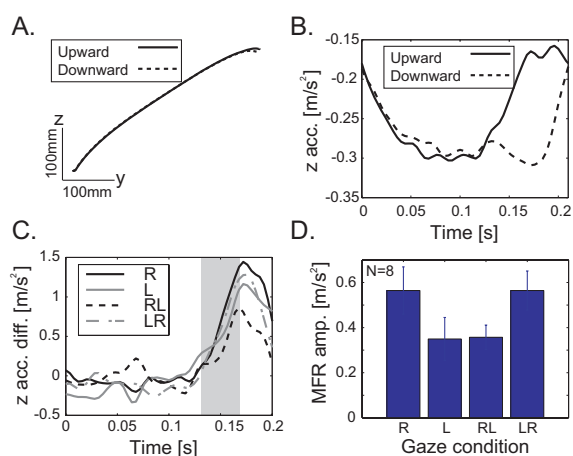 A.
Upward
Downward
z
100mm
100mm
y
B.
Upward
Downward
z acc. [m/s²]
-0.15
-0.2
-0.25
-0.3
-0.35
0 0.05 0.1 0.15 0.2
Time [s]
C.
R
L
RL
LR
z acc. diff. [m/s²]
1.5
1
0.5
0
-0.5
0 0.05 0.1 0.15 0.2
Time [s]
D.
N=8
MFR amp. [m/s²]
0.6
0.4
0.2
0
R L RL LR
Gaze condition